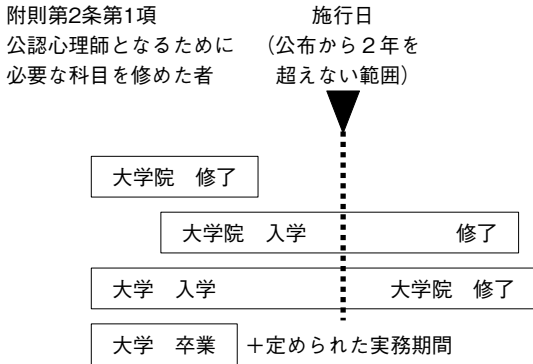 附則第2条第1項
公認心理師となるために
必要な科目を修めた者
施行日
（公布から２年を
超えない範囲）
大学院　修了
大学院　入学　修了
大学　入学　大学院　修了
大学　卒業　＋定められた実務期間